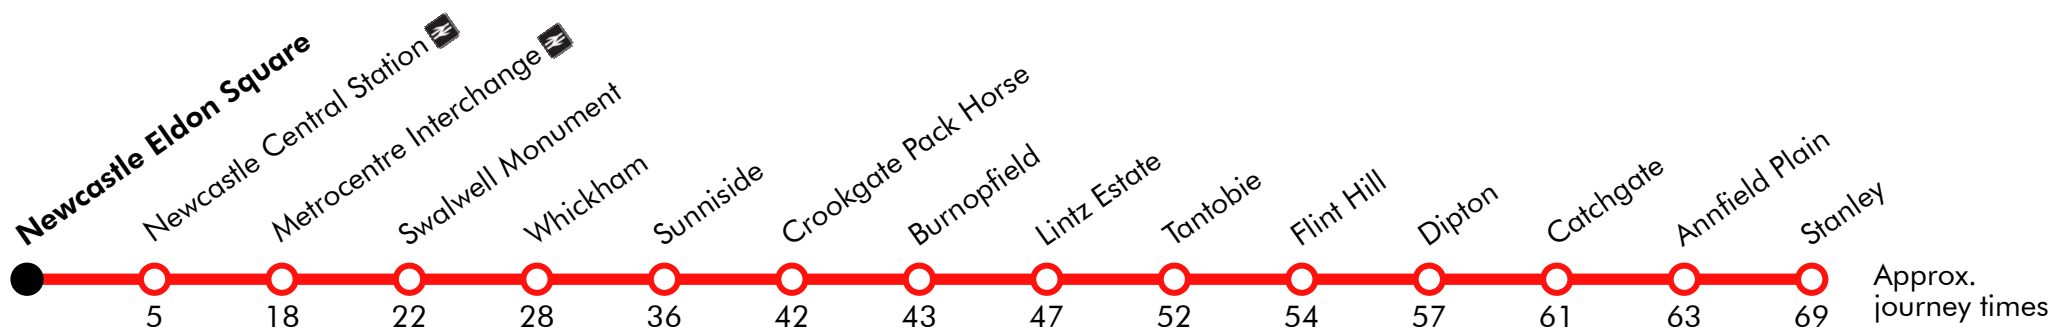 Newcastle Eldon Square
Newcastle Central Station
Metrocentre Interchange
Swalwell Monument
Whickham
Sunniside
Crookgate Pack Horse
Burnopfield
Lintz Estate
Tantobie
Flint Hill
Dipton
Catchgate
Annfield Plain
Stanley
5 18 22 28 36 42 43 47 52 54 57 61 63 69
Approx.
journey times